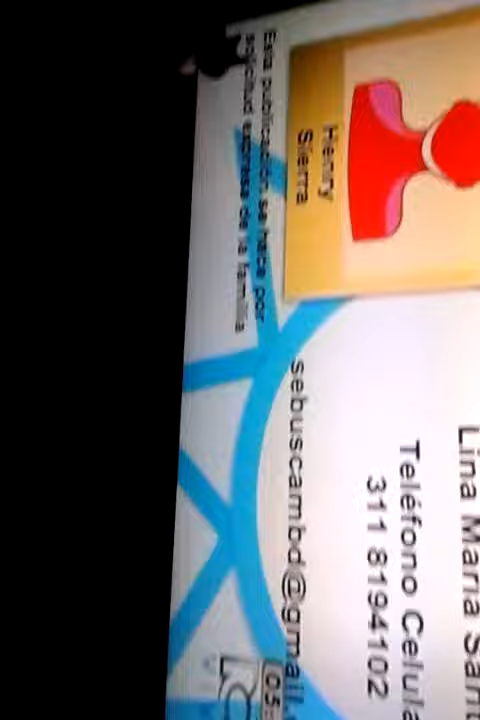 Henry
Sierra
Esta publicación se hace por
solicitud expresa de la familia
Lina María
Teléfono Celula
311 8194102
sebuscambd@gmail.
05: